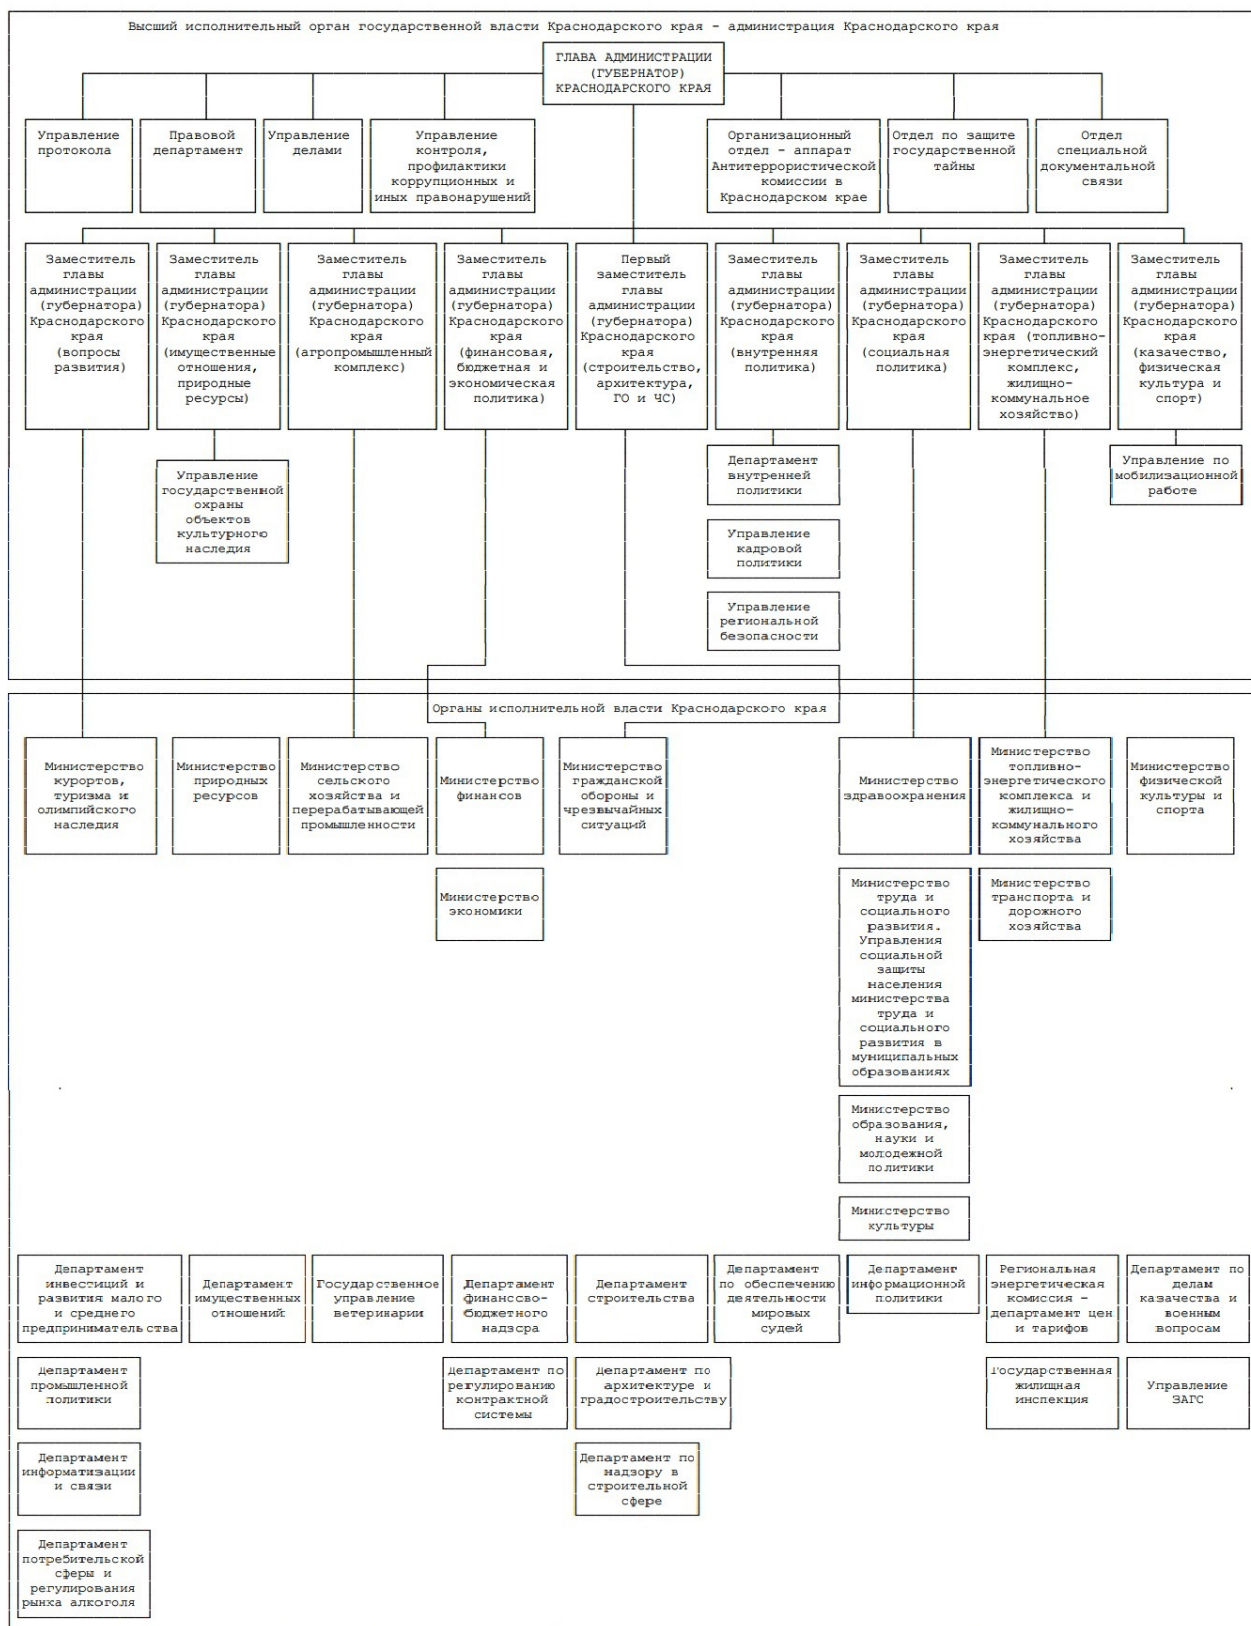 Высший исполнительный орган государственной власти Краснодарского края - администрация Краснодарского края
ГЛАВА АДМИНИСТРАЦИИ
(ГУБЕРНАТОР)
КРАСНОДАРСКОГО КРАЯ
Управление
протокола
Правовой
департамент
Управление
делами
Управление
контроля,
профилактики
коррупционных и
иных правонарушений
Организационный
отдел - аппарат
Антитеррористической
комиссии в
Краснодарском крае
Отдел по защите
государственной
тайны
Отдел
специальной
документальной
связи
Заместитель
главы
администрации
(губернатора)
Краснодарского
края
(вопросы
развития)
Заместитель
главы
администрации
(губернатора)
Краснодарского
края
(имущественные
отношения,
природные
ресурсы)
Заместитель
главы
администрации
(губернатора)
Краснодарского
края
(агропромышленный
комплекс)
Заместитель
главы
администрации
(губернатора)
Краснодарского
края
(финансовая,
бюджетная и
экономическая
политика)
Первый
заместитель
главы
администрации
(губернатора)
Краснодарского
края
(строительство,
архитектура,
ГО и ЧС)
Заместитель
главы
администрации
(губернатора)
Краснодарского
края
(внутренняя
политика)
Заместитель
главы
администрации
(губернатора)
Краснодарского
края
(социальная
политика)
Заместитель
главы
администрации
(губернатора)
Краснодарского
края (топливно-
энергетический
комплекс,
жилищно-
коммунальное
хозяйство)
Заместитель
главы
администрации
(губернатора)
Краснодарского
края
(казачество,
физическая
культура и
спорт)
Управление
государственной
охраны
объектов
культурного
наследия
Департамент
внутренней
политики
Управление по
мобилизационной
работе
Управление
кадровой
политики
Управление
региональной
безопасности
Органы исполнительной власти Краснодарского края
Министерство
курортов,
туризма и
олимпийского
наследия
Министерство
природных
ресурсов
Министерство
сельского
хозяйства и
перерабатывающей
промышленности
Министерство
финансов
Министерство
гражданской
обороны и
чрезвычайных
ситуаций
Министерство
здравоохранения
Министерство
топливно-
энергетического
комплекса и
жилищно-
коммунального
хозяйства
Министерство
физической
культуры и
спорта
Министерство
экономики
Министерство
труда и
социального
развития.
Управления
социальной
защиты
населения
министерства
труда и
социального
развития в
муниципальных
образованиях
Министерство
транспорта и
дорожного
хозяйства
Министерство
образования,
науки и
молодежной
политики
Министерство
культуры
Департамент
инвестиций и
развития малого
и среднего
предпринимательства
Департамент
имущественных
отношений
Государственное
управление
ветеринарии
Департамент
финансово-
бюджетного
надзора
Департамент
строительства
Департамент
по обеспечению
деятельности
мировых
судей
Департамент
информационной
политики
Региональная
энергетическая
комиссия -
департамент цен
и тарифов
Департамент по
делам
казачества и
военным
вопросам
Департамент
промышленной
политики
Департамент по
регулированию
контрактной
системы
Департамент по
архитектуре и
градостроительству
Государственная
жилищная
инспекция
Управление
ЗАГС
Департамент
информатизации
и связи
Департамент по
надзору в
строительной
сфере
Департамент
потребительской
сферы и
регулирования
рынка алкоголя